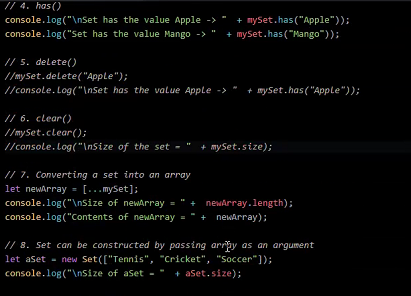 // 4. has()
console.log("\nSet has the value Apple -> "  + mySet.has("Apple"));
console.log("Set has the value Mango -> "  + mySet.has("Mango"));
// 5. delete()
//mySet.delete("Apple");
//console.log("\nSet has the value Apple -> "  + mySet.has("Apple"));
// 6. clear()
//mySet.clear();
//console.log("\nSize of the set = "  + mySet.size);
// 7. Converting a set into an array
let newArray = [...mySet];
console.log("\nSize of newArray = " +  newArray.length);
console.log("Contents of newArray = " +  newArray);
// 8. Set can be constructed by passing array as an argument
let aSet = new Set(["Tennis", "Cricket", "Soccer"]);
console.log("\nSize of aSet = "  + aSet.size);